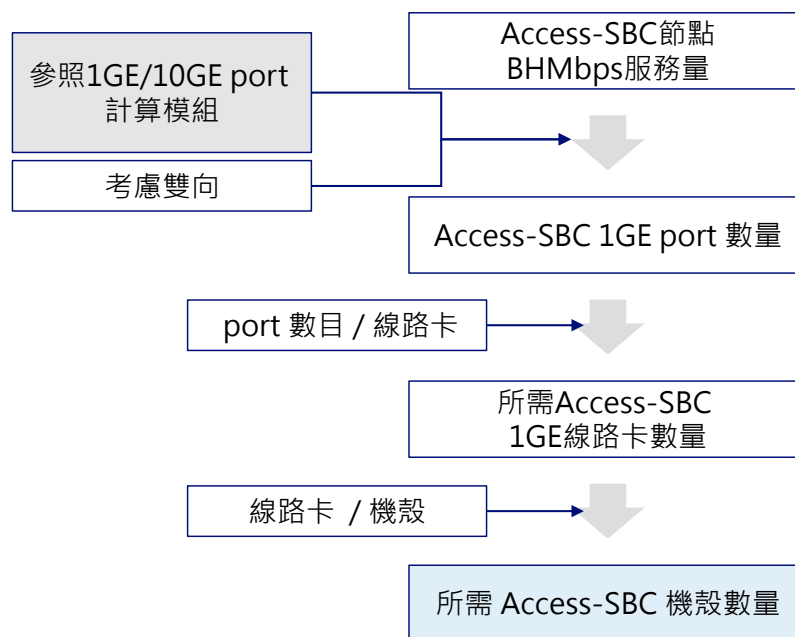 Access-SBC節點
BHMbps服務量
參照1GE/10GE port
計算模組
考慮雙向
Access-SBC 1GE port 數量
port 數目 / 線路卡
所需Access-SBC
1GE線路卡數量
線路卡 / 機殼
所需 Access-SBC 機殼數量